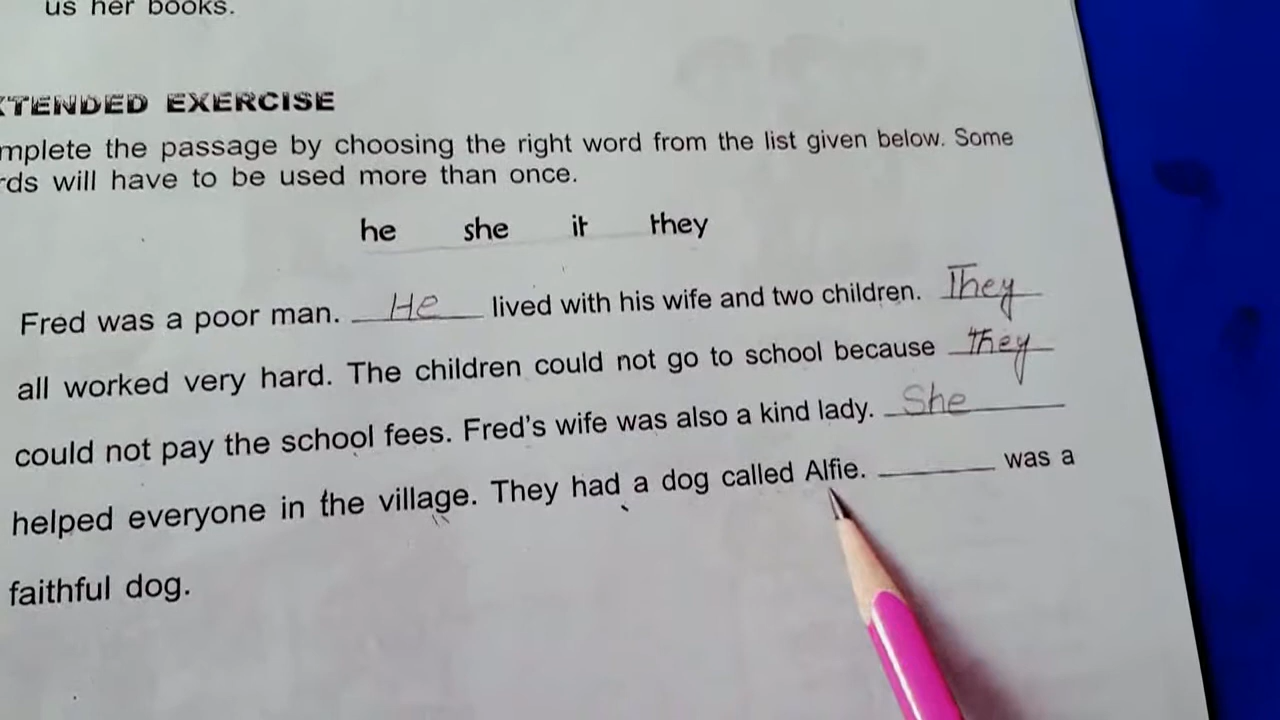 us her books.
XTENDED EXERCISE
mplete the passage by choosing the right word from the list given below. Some
rds will have to be used more than once.
he she it they
Fred was a poor man. He lived with his wife and two children. They
all worked very hard. The children could not go to school because they
could not pay the school fees. Fred's wife was also a kind lady. She
helped everyone in the village. They had a dog called Alfie. ______ was a
faithful dog.